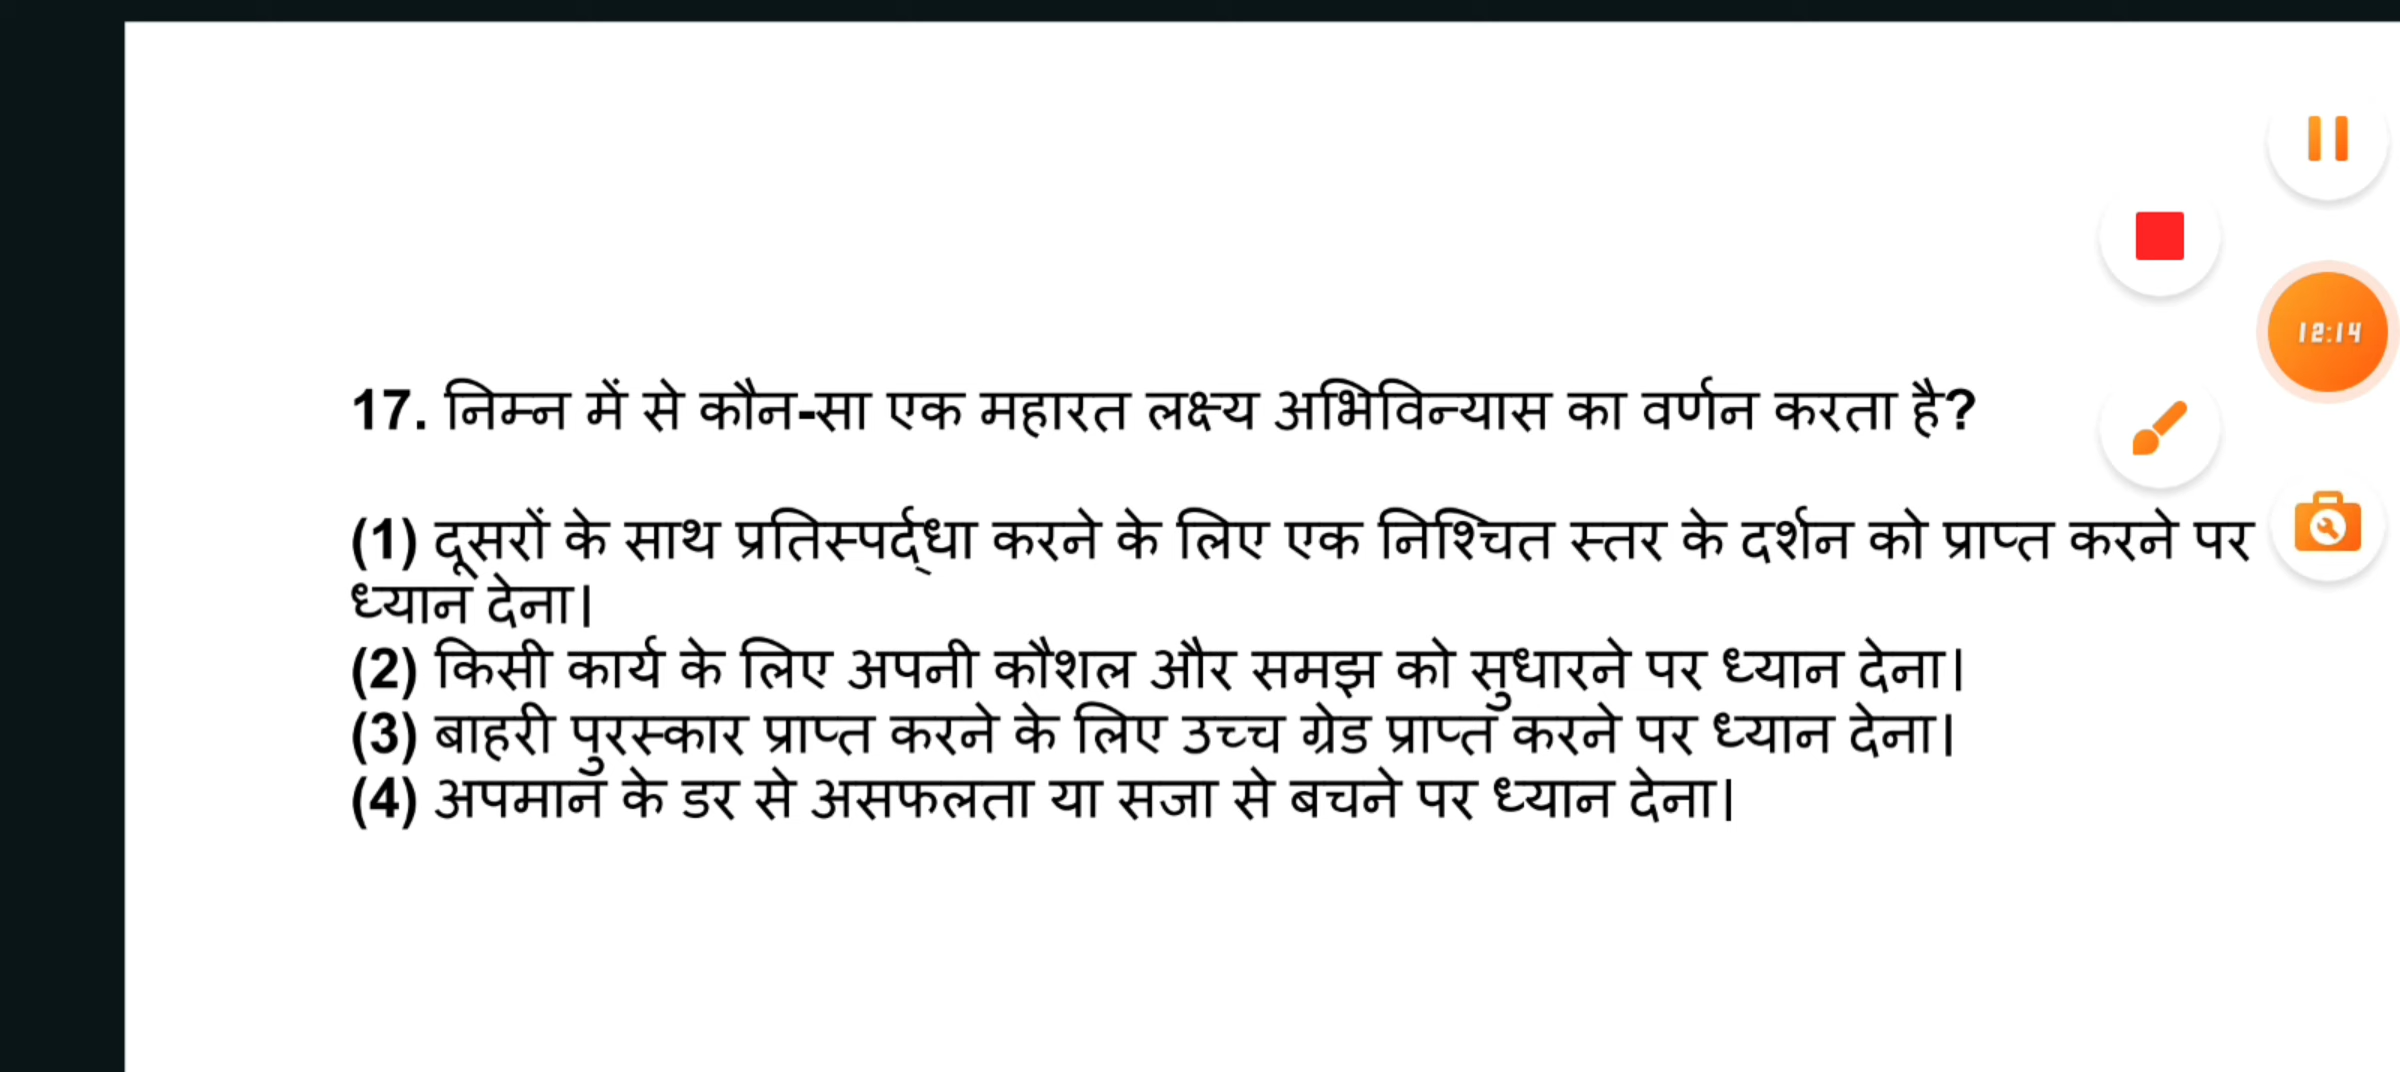 12:14
17. निम्न में से कौन-सा एक महारत लक्ष्य अभिविन्यास का वर्णन करता है?
(1) दूसरों के साथ प्रतिस्पर्द्धा करने के लिए एक निश्चित स्तर के दर्शन को प्राप्त करने पर
ध्यान देना।
(2) किसी कार्य के लिए अपनी कौशल और समझ को सुधारने पर ध्यान देना।
(3) बाहरी पुरस्कार प्राप्त करने के लिए उच्च ग्रेड प्राप्त करने पर ध्यान देना।
(4) अपमान के डर से असफलता या सजा से बचने पर ध्यान देना।